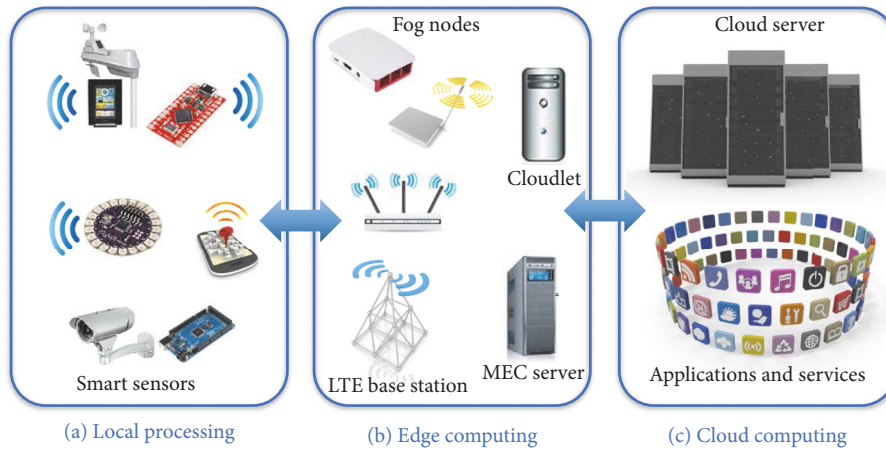 Fog nodes
Cloud server
Cloudlet
Smart sensors
LTE base station
MEC server
Applications and services
(a) Local processing
(b) Edge computing
(c) Cloud computing